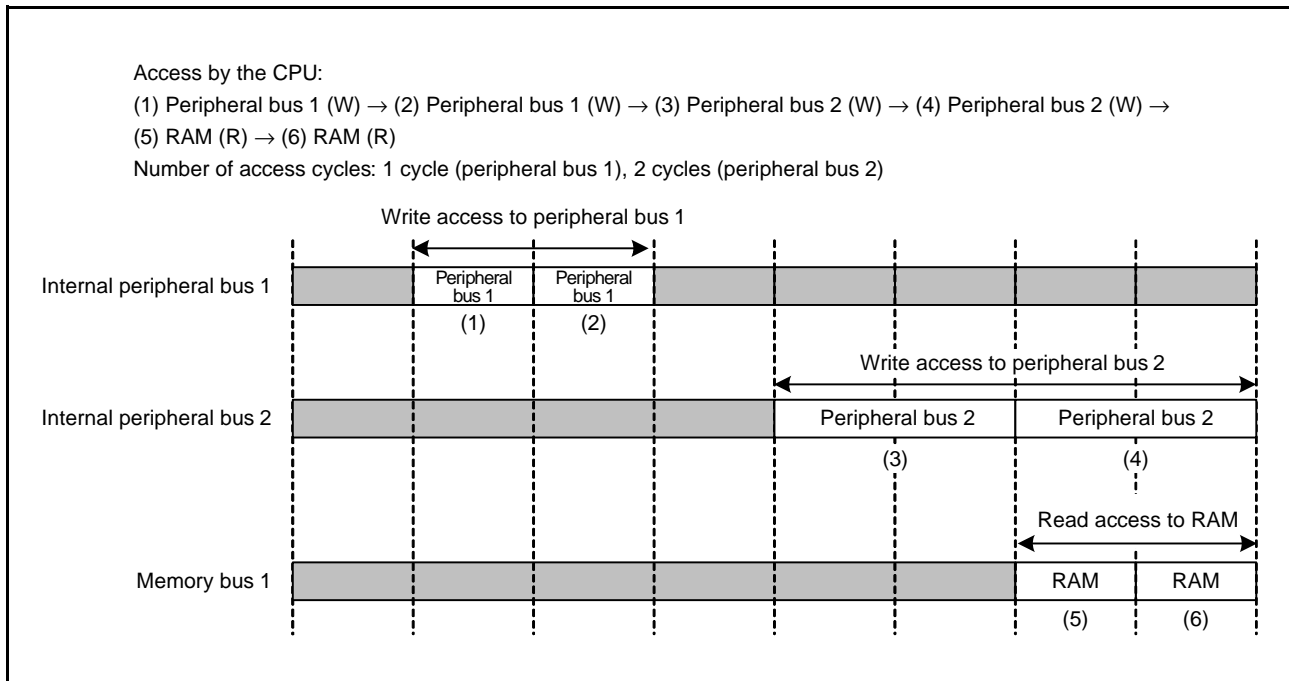 Access by the CPU:
(1) Peripheral bus 1 (W) → (2) Peripheral bus 1 (W) → (3) Peripheral bus 2 (W) → (4) Peripheral bus 2 (W) →
(5) RAM (R) → (6) RAM (R)
Number of access cycles: 1 cycle (peripheral bus 1), 2 cycles (peripheral bus 2)
Write access to peripheral bus 1
Internal peripheral bus 1
Peripheral
bus 1
Peripheral
bus 1
(1)
(2)
Write access to peripheral bus 2
Internal peripheral bus 2
Peripheral bus 2
Peripheral bus 2
(3)
(4)
Read access to RAM
Memory bus 1
RAM
RAM
(5)
(6)